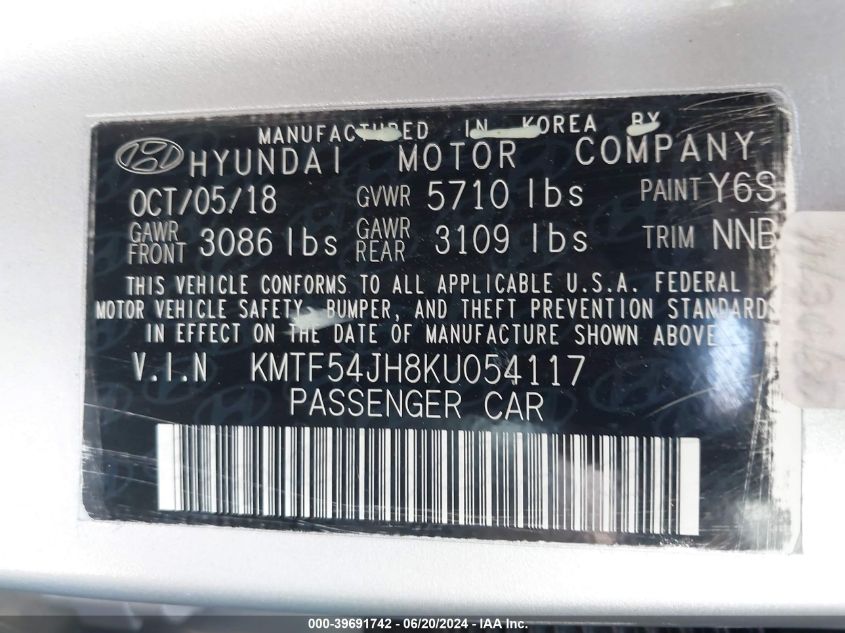 MANUFACTURED IN KOREA BY
HYUNDAI MOTOR COMPANY
OCT/05/18 GVWR 5710 lbs PAINT Y6S
GAWR FRONT 3086 lbs GAWR REAR 3109 lbs TRIM NNB
THIS VEHICLE CONFORMS TO ALL APPLICABLE U.S.A. FEDERAL
MOTOR VEHICLE SAFETY, BUMPER, AND THEFT PREVENTION STANDARDS
IN EFFECT ON THE DATE OF MANUFACTURE SHOWN ABOVE
V.I.N KMTF54JH8KU054117
PASSENGER CAR
000-39691742 - 06/20/2024 - IAA Inc.